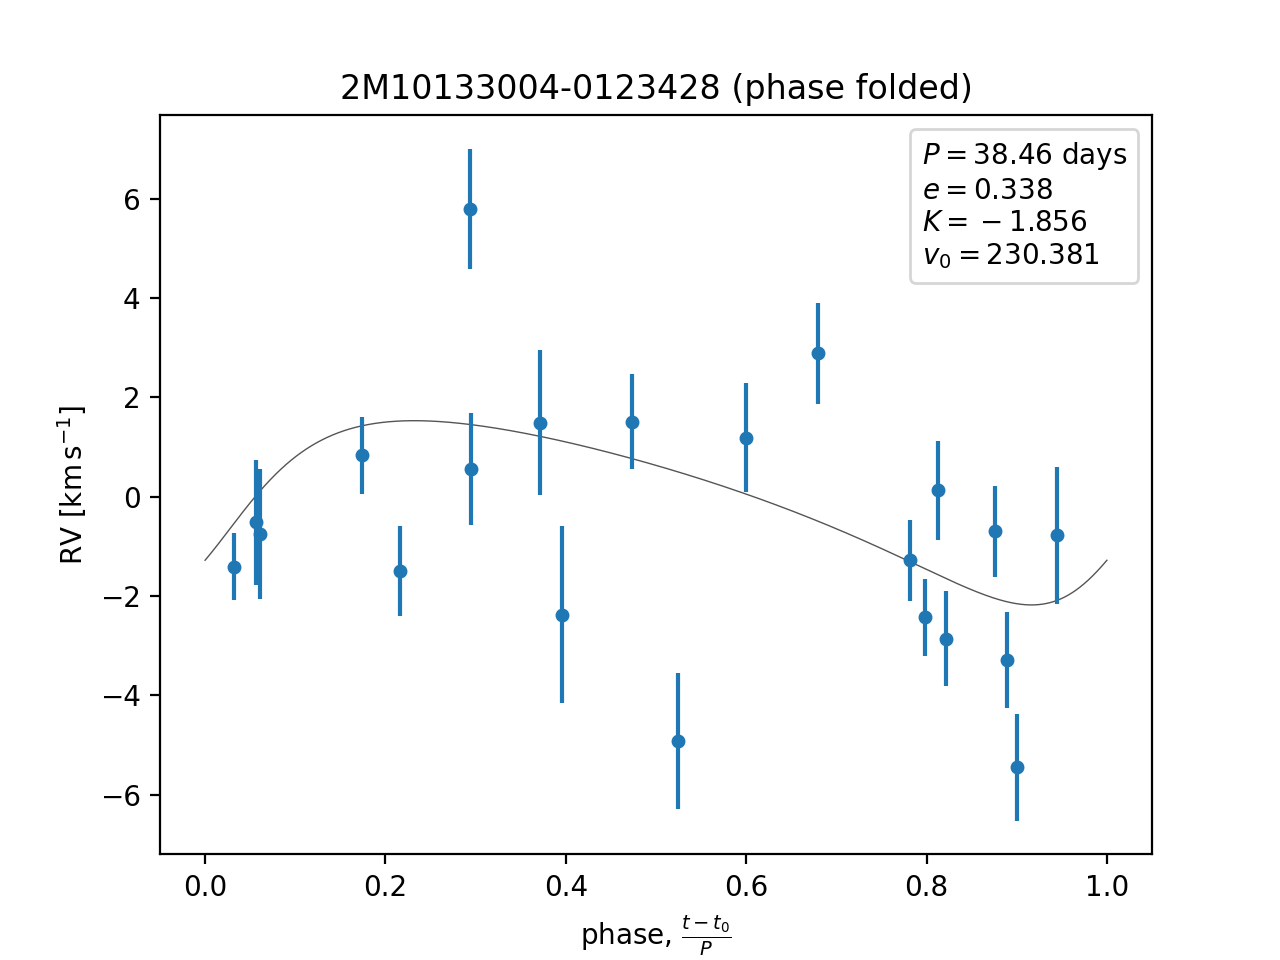 2M10133004-0123428 (phase folded)
P = 38.46 days
e = 0.338
K = −1.856
v₀ = 230.381
RV [km s⁻¹]
6
4
2
0
−2
−4
−6
0.0 0.2 0.4 0.6 0.8 1.0
phase, (t − t₀)/P